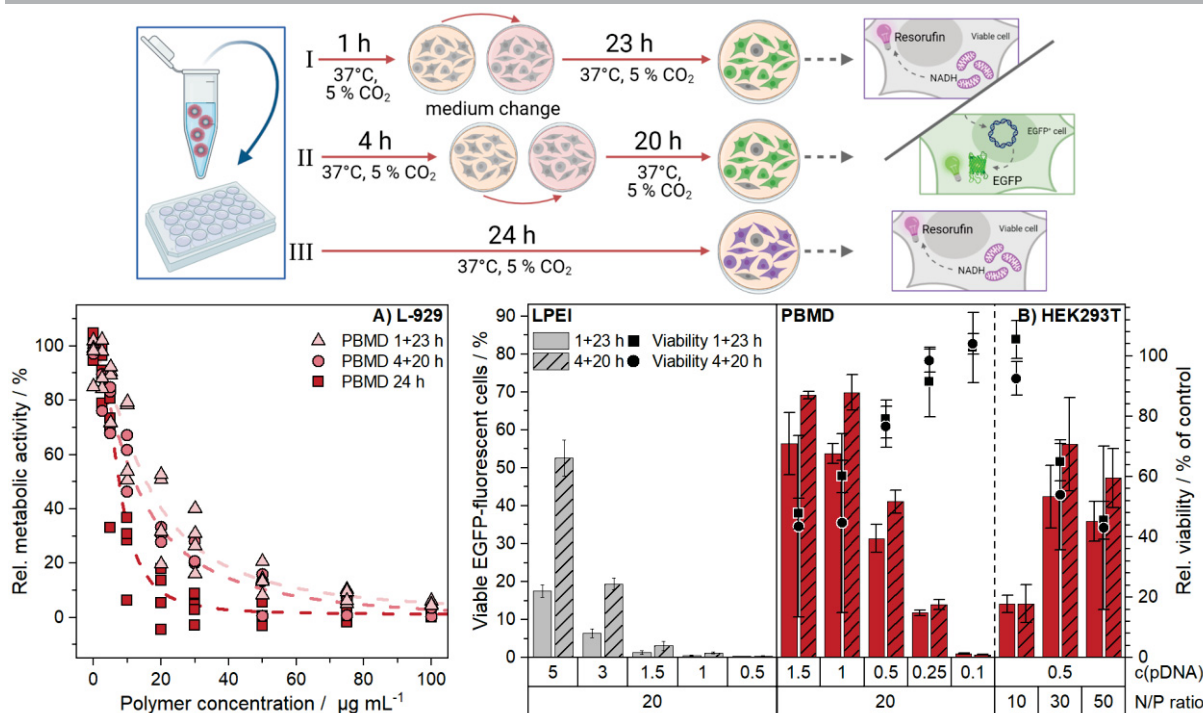 I
1 h
37°C,
5 % CO₂
medium change
23 h
37°C, 5 % CO₂
Resorufin
Viable cell
NADH
II
4 h
37°C, 5 % CO₂
20 h
37°C,
5 % CO₂
EGFP⁺ cell
EGFP
III
24 h
37°C, 5 % CO₂
Resorufin
Viable cell
NADH
A) L-929
PBMD 1+23 h
PBMD 4+20 h
PBMD 24 h
Rel. metabolic activity / %
100
80
60
40
20
0
0 20 40 60 80 100
Polymer concentration / µg mL⁻¹
LPEI
PBMD
B) HEK293T
1+23 h
4+20 h
Viability 1+23 h
Viability 4+20 h
Viable EGFP-fluorescent cells / %
90
80
70
60
50
40
30
20
10
0
100
80
60
40
20
0
Rel. viability / % of control
5 3 1.5 1 0.5 1.5 1 0.5 0.25 0.1 0.5 c(pDNA)
20 20 10 30 50 N/P ratio